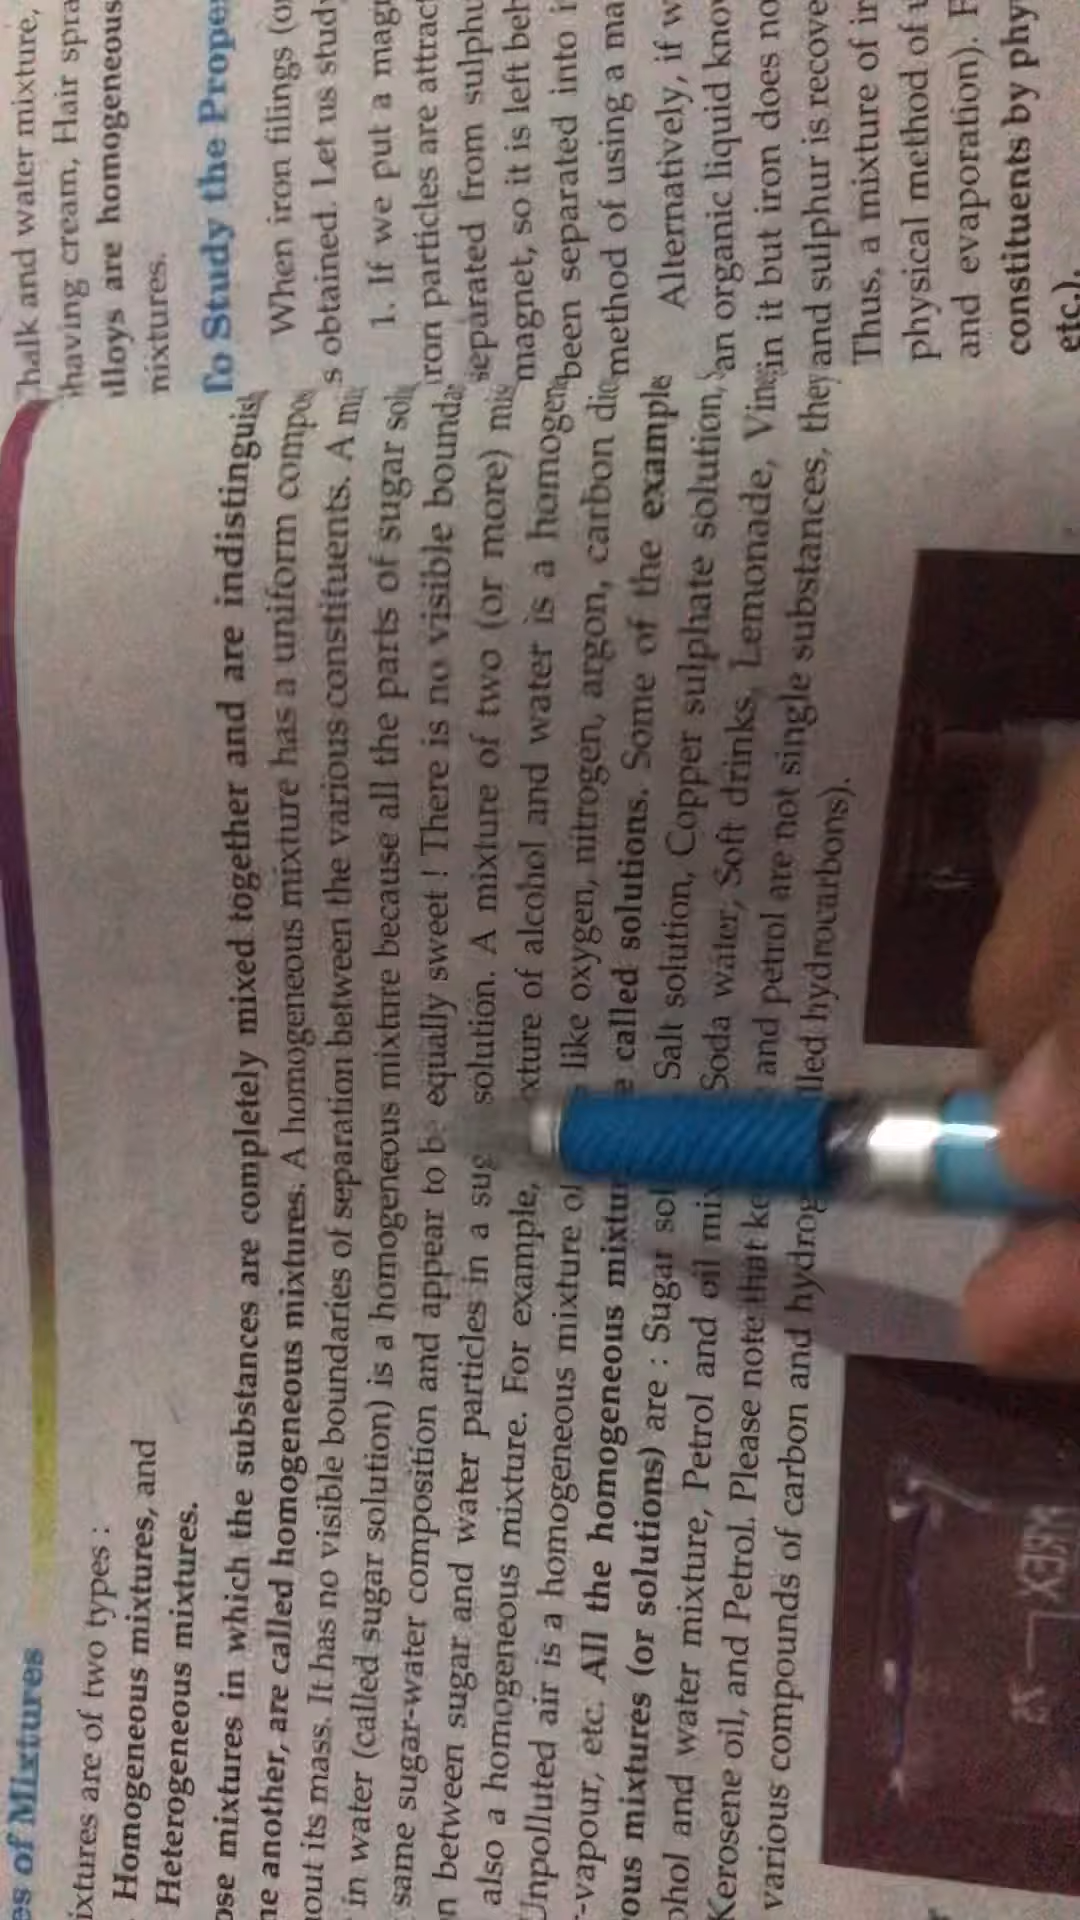 es of Mixtures
ixtures are of two types :
Homogeneous mixtures, and
Heterogeneous mixtures.
ose mixtures in which the substances are completely mixed together and are indistinguish
ne another, are called homogeneous mixtures. A homogeneous mixture has a uniform compos
hout its mass. It has no visible boundaries of separation between the various constituents. A mi
in water (called sugar solution) is a homogeneous mixture because all the parts of sugar solu
same sugar-water composition and appear to be equally sweet ! There is no visible bounda
n between sugar and water particles in a sug solution. A mixture of two (or more) mis
also a homogeneous mixture. For example, xture of alcohol and water is a homogen
Unpolluted air is a homogeneous mixture of like oxygen, nitrogen, argon, carbon dio
r-vapour, etc. All the homogeneous mixtur e called solutions. Some of the example
ous mixtures (or solutions) are : Sugar sol Salt solution, Copper sulphate solution,
ohol and water mixture, Petrol and oil mix Soda water, Soft drinks, Lemonade, Vine
Kerosene oil, and Petrol. Please note that ke and petrol are not single substances, they
various compounds of carbon and hydrog lled hydrocarbons).
halk and water mixture,
having cream, Hair spra
lloys are homogeneous
nixtures.
To Study the Proper
When iron filings (or
s obtained. Let us study
1. If we put a magn
iron particles are attract
separated from sulphu
magnet, so it is left beh
been separated into i
method of using a ma
Alternatively, if w
an organic liquid know
in it but iron does no
and sulphur is recove
Thus, a mixture of ir
physical method of u
and evaporation). F
constituents by phy
etc.).